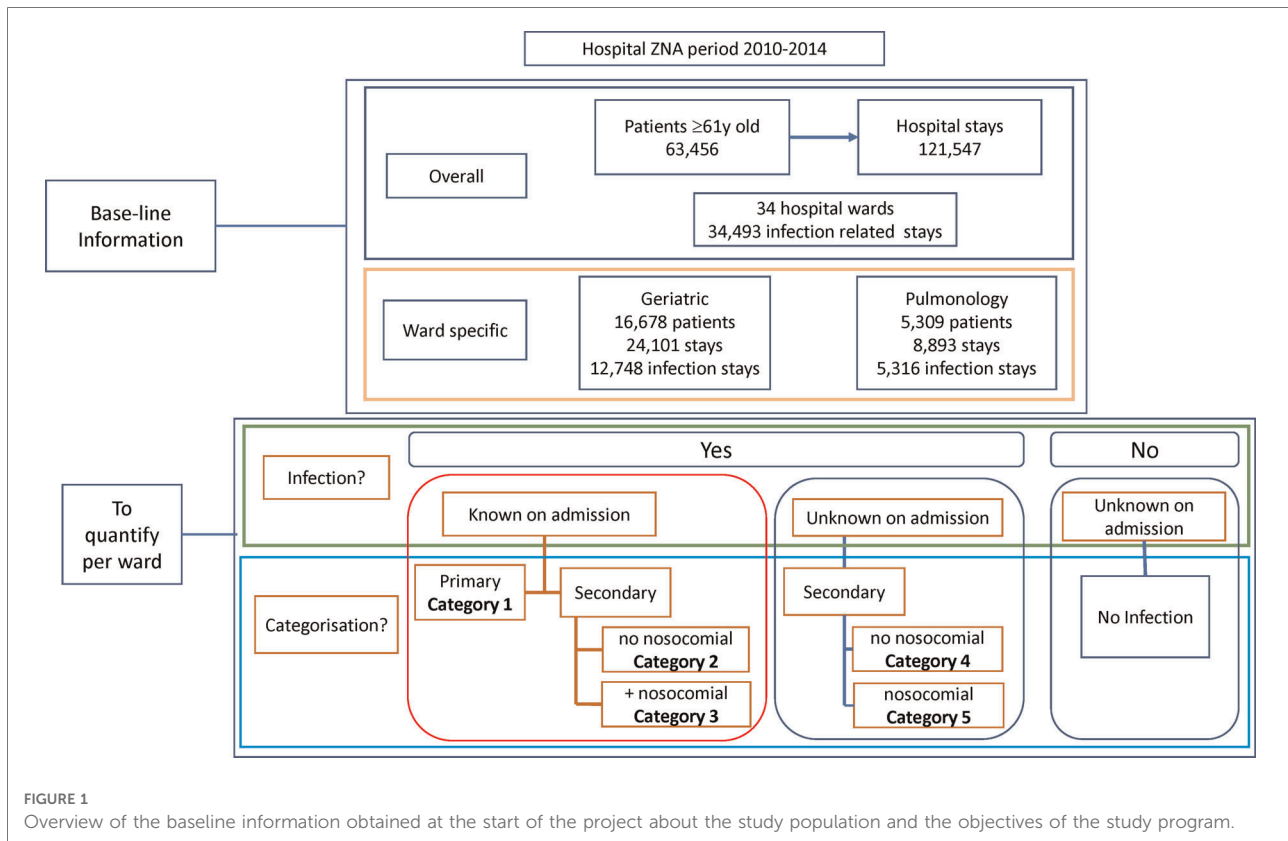 Hospital ZNA period 2010-2014
Base-line
Information
Overall
Patients ≥61y old
63,456
Hospital stays
121,547
34 hospital wards
34,493 infection related stays
Ward specific
Geriatric
16,678 patients
24,101 stays
12,748 infection stays
Pulmonology
5,309 patients
8,893 stays
5,316 infection stays
To
quantify
per ward
Infection?
Yes
No
Known on admission
Unknown on admission
Unknown on
admission
Categorisation?
Primary
Category 1
Secondary
no nosocomial
Category 2
+ nosocomial
Category 3
Secondary
no nosocomial
Category 4
nosocomial
Category 5
No Infection
FIGURE 1
Overview of the baseline information obtained at the start of the project about the study population and the objectives of the study program.